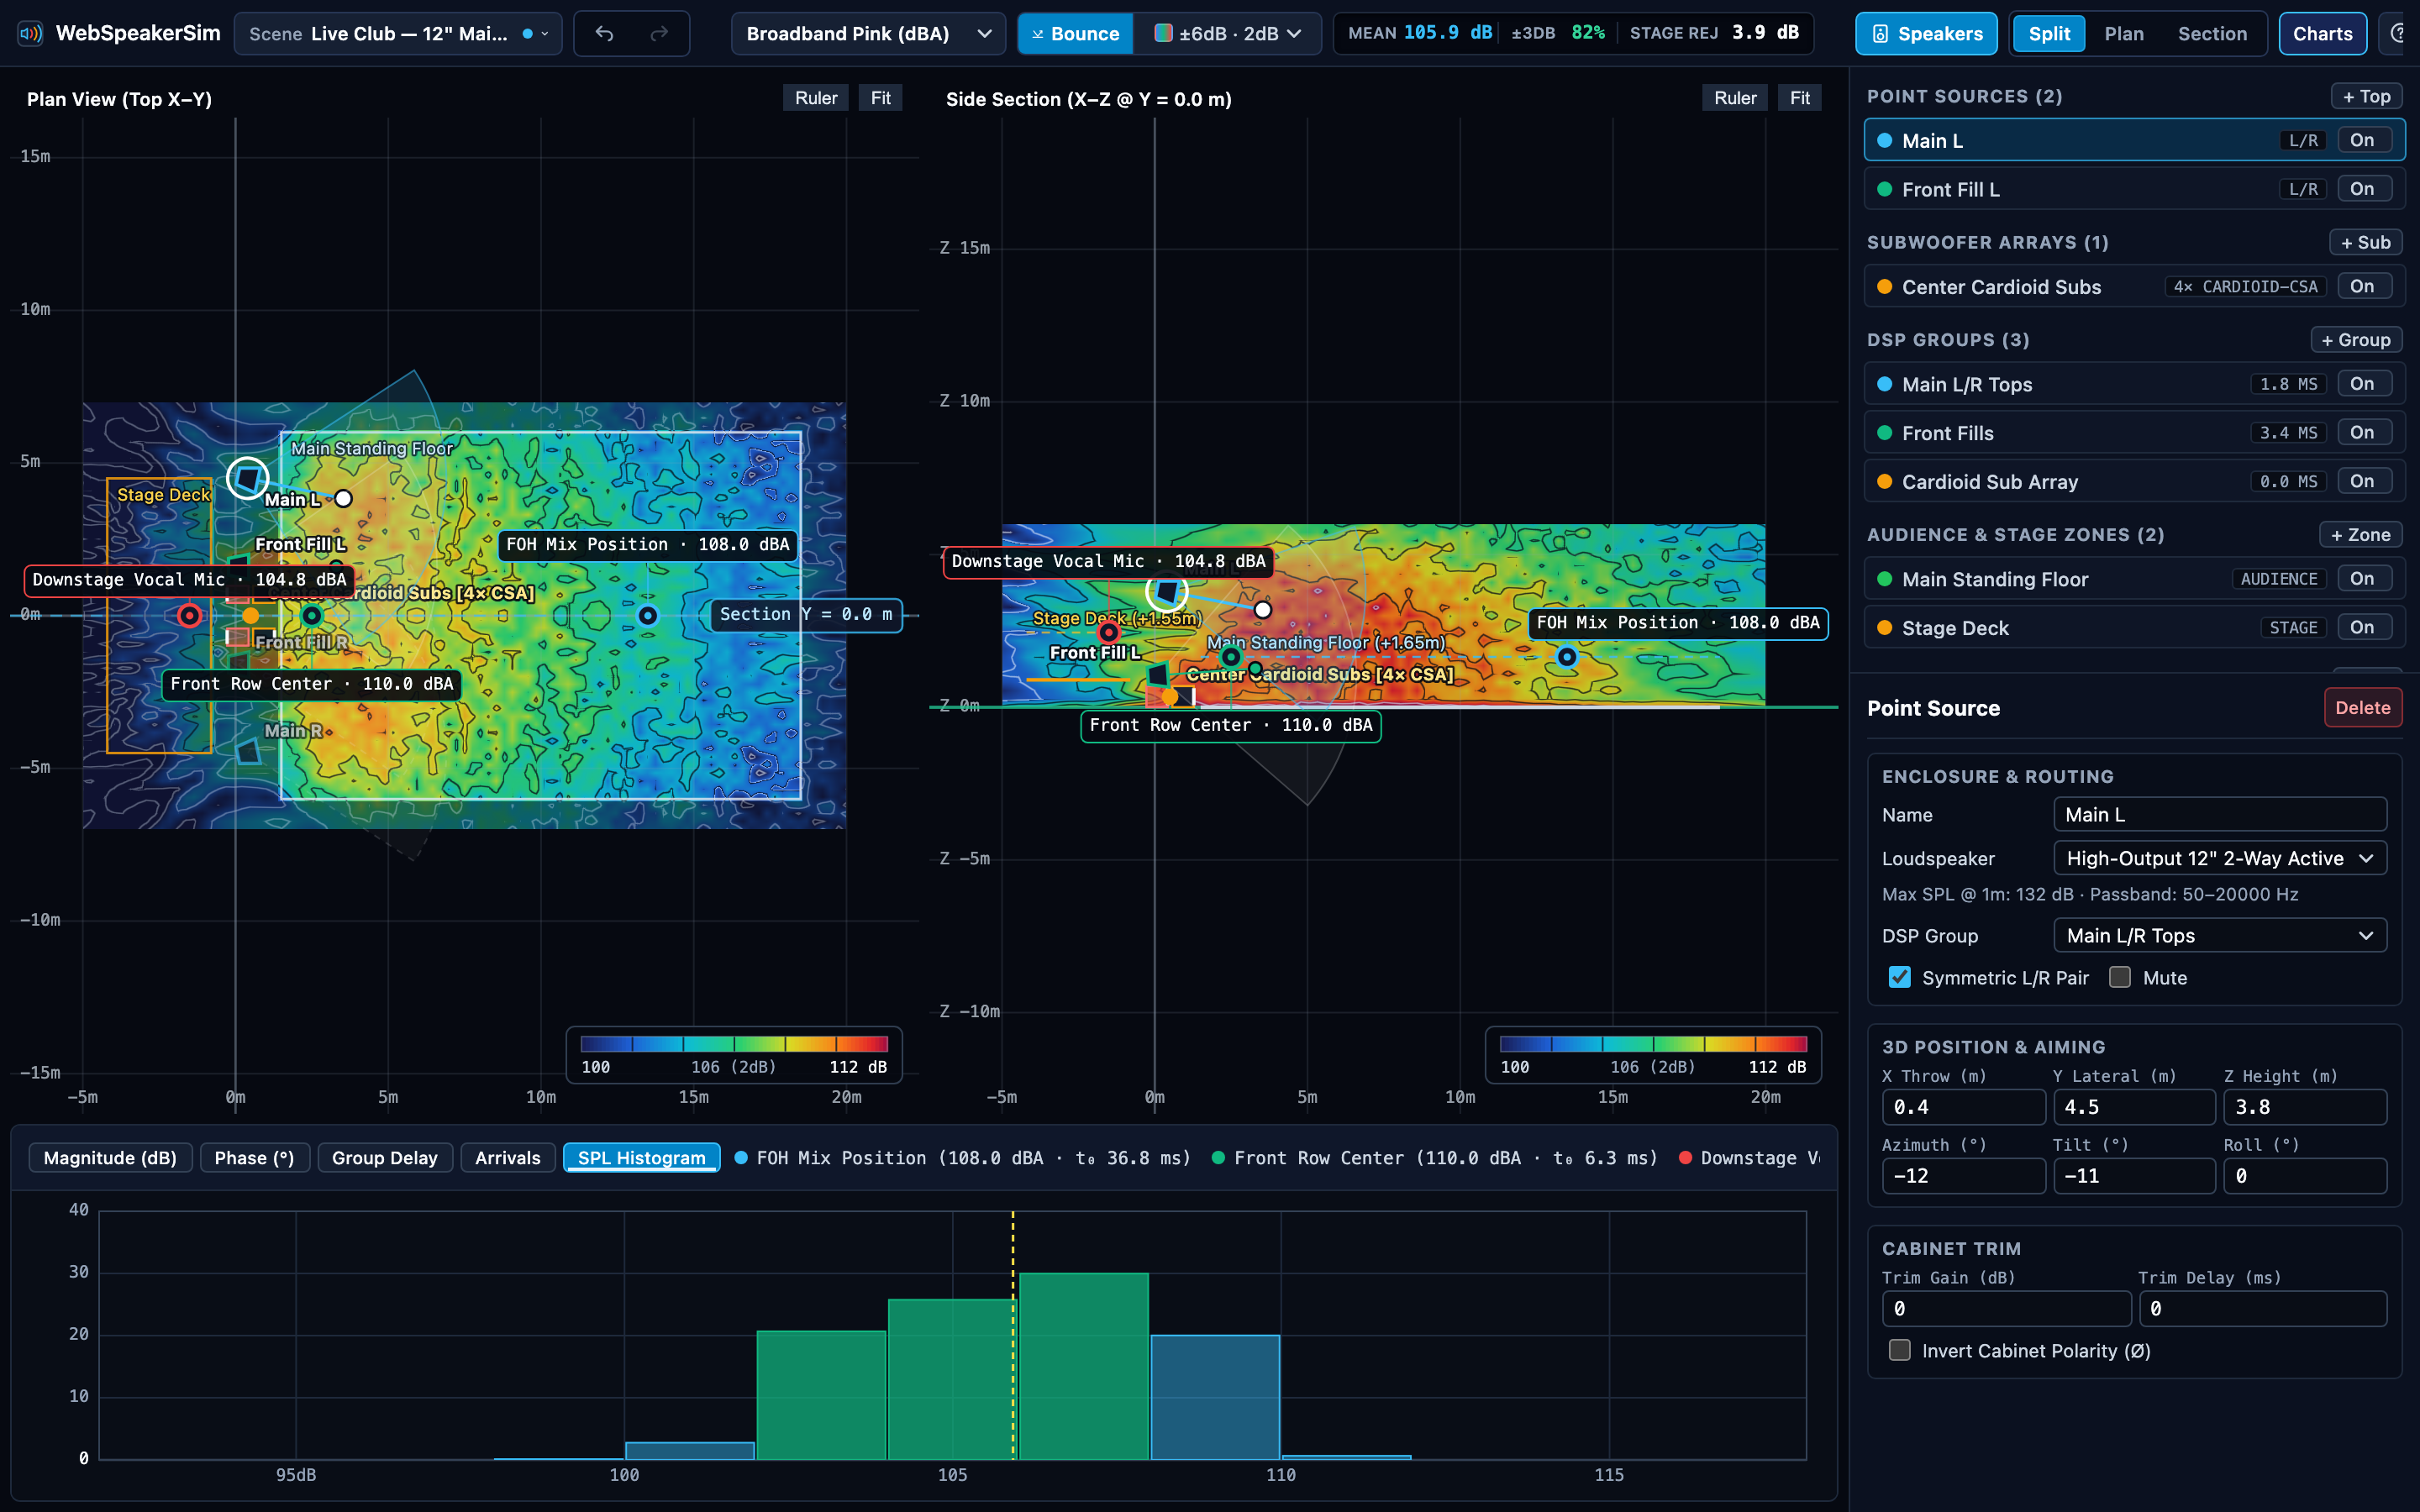 WebSpeakerSim
Scene Live Club — 12" Mai...
Broadband Pink (dBA)
Bounce
±6dB · 2dB
MEAN 105.9 dB
±3DB 82%
STAGE REJ 3.9 dB
Speakers
Split
Plan
Section
Charts
Plan View (Top X–Y)
Ruler
Fit
15m
10m
5m
0m
−5m
−10m
−15m
Main Standing Floor
Stage Deck
Main L
Front Fill L
FOH Mix Position · 108.0 dBA
Downstage Vocal Mic · 104.8 dBA
Center Cardioid Subs [4× CSA]
Section Y = 0.0 m
Front Fill R
Front Row Center · 110.0 dBA
Main R
100
106 (2dB)
112 dB
−5m
0m
5m
10m
15m
20m
Side Section (X–Z @ Y = 0.0 m)
Ruler
Fit
Z 15m
Z 10m
Downstage Vocal Mic · 104.8 dBA
Stage Deck (+1.55m)
FOH Mix Position · 108.0 dBA
Main Standing Floor (+1.65m)
Front Fill L
Center Cardioid Subs [4× CSA]
Z 0m
Front Row Center · 110.0 dBA
Z −5m
Z −10m
100
106 (2dB)
112 dB
−5m
0m
5m
10m
15m
20m
Magnitude (dB)
Phase (°)
Group Delay
Arrivals
SPL Histogram
FOH Mix Position (108.0 dBA · t₀ 36.8 ms)
Front Row Center (110.0 dBA · t₀ 6.3 ms)
Downstage
40
30
20
10
0
95dB
100
105
110
115
POINT SOURCES (2)
+ Top
Main L
L/R
On
Front Fill L
L/R
On
SUBWOOFER ARRAYS (1)
+ Sub
Center Cardioid Subs
4× CARDIOID-CSA
On
DSP GROUPS (3)
+ Group
Main L/R Tops
1.8 MS
On
Front Fills
3.4 MS
On
Cardioid Sub Array
0.0 MS
On
AUDIENCE & STAGE ZONES (2)
+ Zone
Main Standing Floor
AUDIENCE
On
Stage Deck
STAGE
On
Point Source
Delete
ENCLOSURE & ROUTING
Name
Main L
Loudspeaker
High-Output 12" 2-Way Active
Max SPL @ 1m: 132 dB · Passband: 50–20000 Hz
DSP Group
Main L/R Tops
Symmetric L/R Pair
Mute
3D POSITION & AIMING
X Throw (m)
Y Lateral (m)
Z Height (m)
0.4
4.5
3.8
Azimuth (°)
Tilt (°)
Roll (°)
−12
−11
0
CABINET TRIM
Trim Gain (dB)
Trim Delay (ms)
0
0
Invert Cabinet Polarity (Ø)